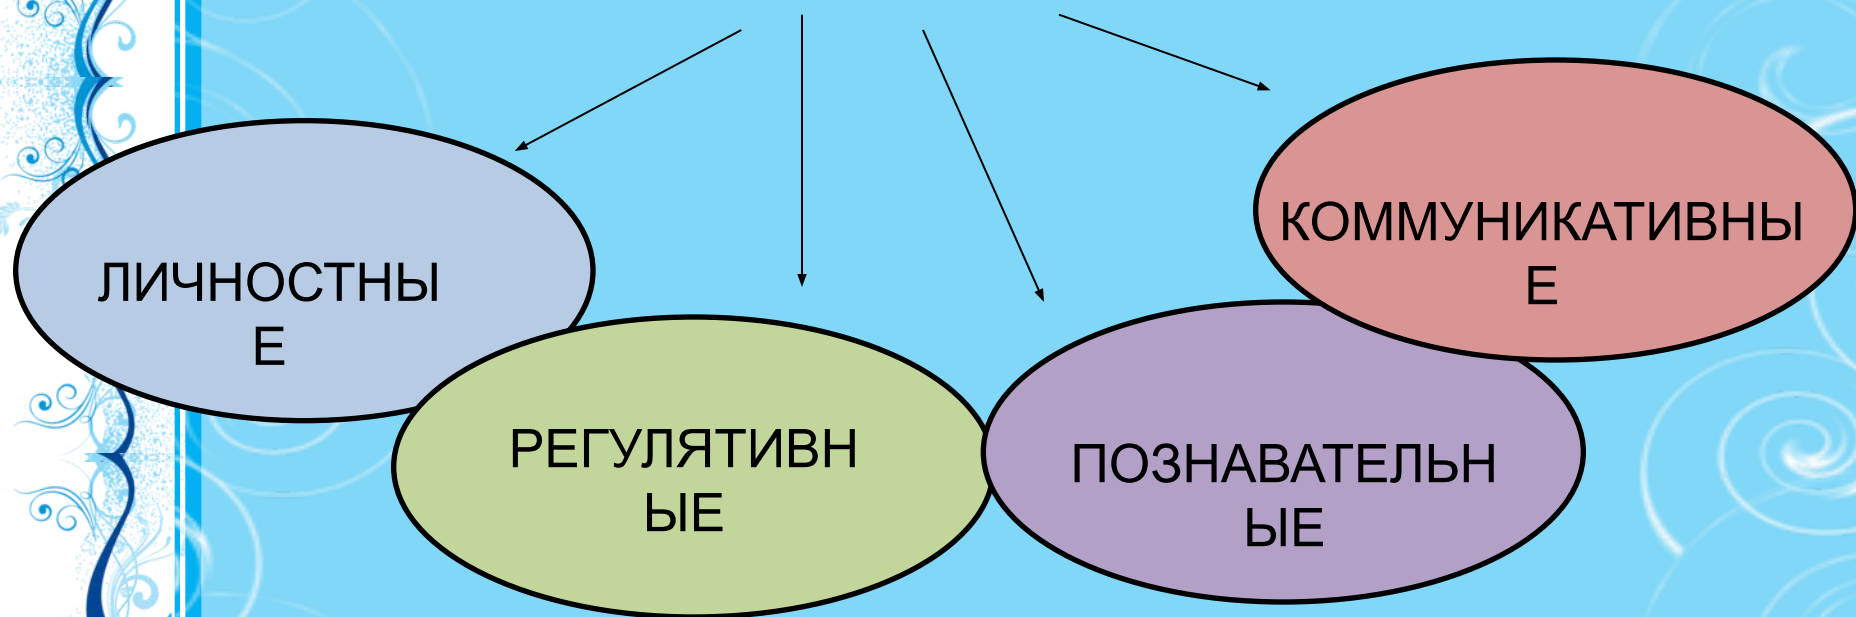 ЛИЧНОСТНЫ
Е
РЕГУЛЯТИВН
ЫЕ
ПОЗНАВАТЕЛЬН
ЫЕ
КОММУНИКАТИВНЫ
Е